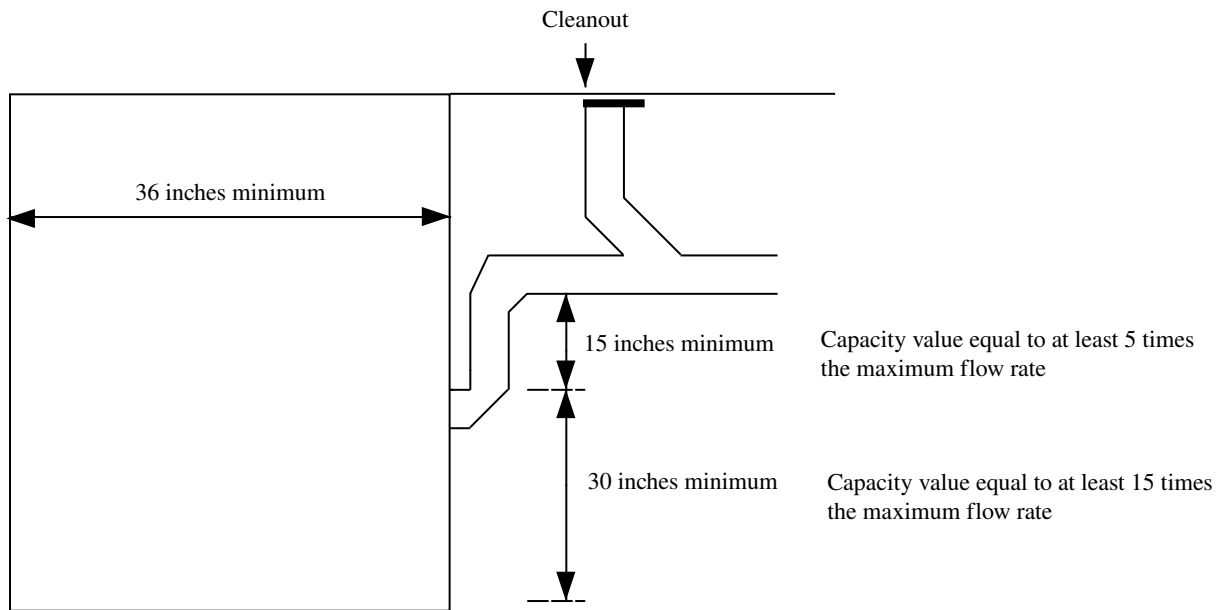 Cleanout
36 inches minimum
15 inches minimum
Capacity value equal to at least 5 times
the maximum flow rate
30 inches minimum
Capacity value equal to at least 15 times
the maximum flow rate